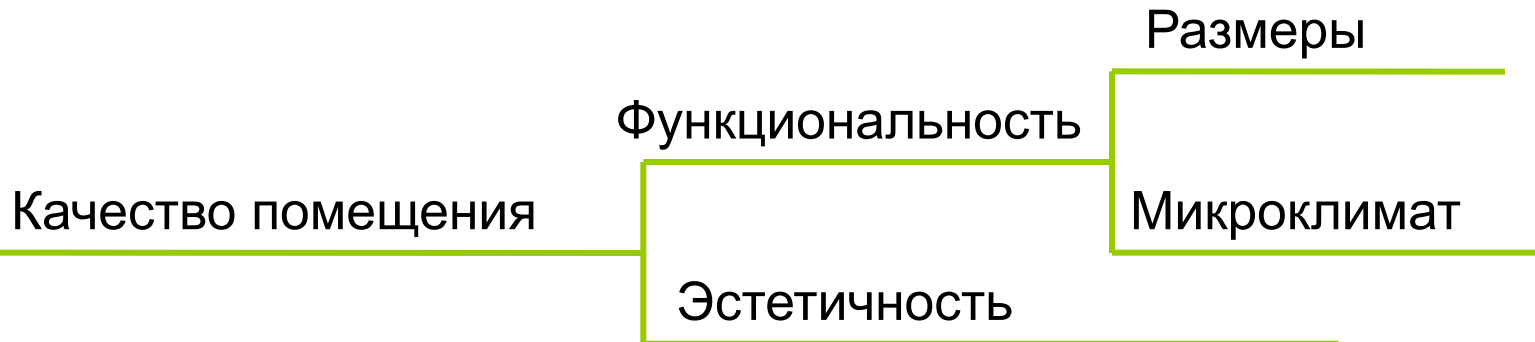 Размеры
Функциональность
Качество помещения
Микроклимат
Эстетичность